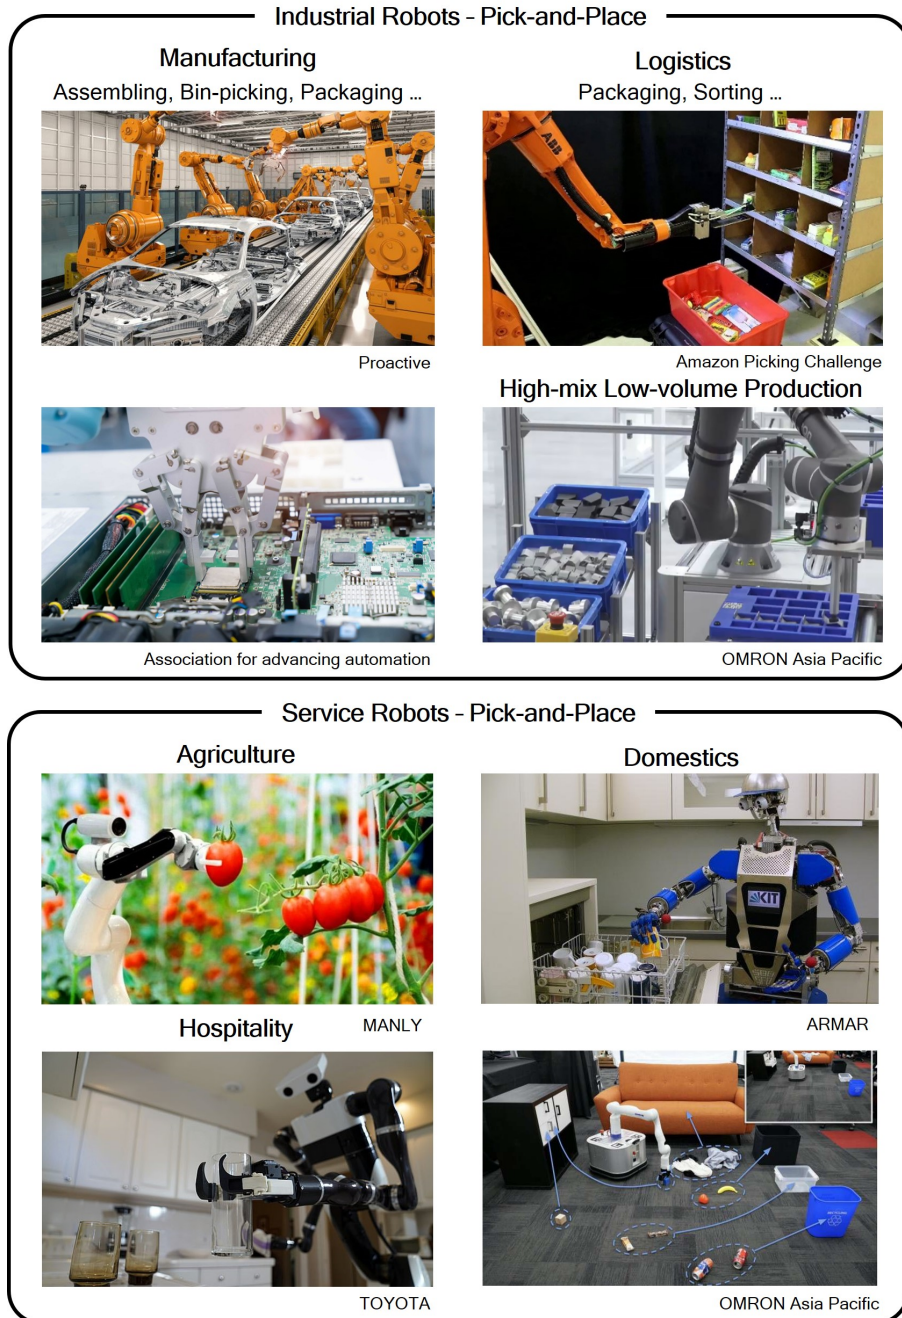 Industrial Robots - Pick-and-Place
Manufacturing
Assembling, Bin-picking, Packaging ...
Logistics
Packaging, Sorting ...
ABB
Proactive
Amazon Picking Challenge
High-mix Low-volume Production
Association for advancing automation
OMRON Asia Pacific
Service Robots - Pick-and-Place
Agriculture
Domestics
KIT
MANLY
ARMAR
Hospitality
TOYOTA
OMRON Asia Pacific